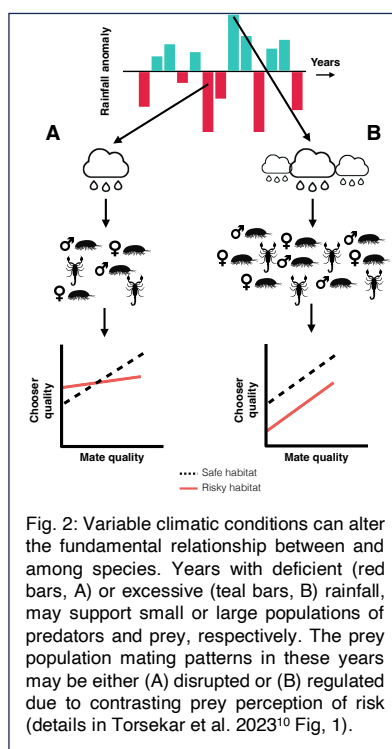 Rainfall anomaly
Years
A
B
♂ ♀
♂
♀
♂ ♀ ♂
♀ ♂ ♀
♀ ♂
Chooser
quality
Mate quality
Chooser
quality
Mate quality
Safe habitat
Risky habitat
Fig. 2: Variable climatic conditions can alter
the fundamental relationship between and
among species. Years with deficient (red
bars, A) or excessive (teal bars, B) rainfall,
may support small or large populations of
predators and prey, respectively. The prey
population mating patterns in these years
may be either (A) disrupted or (B) regulated
due to contrasting prey perception of risk
(details in Torsekar et al. 2023¹⁰ Fig, 1).